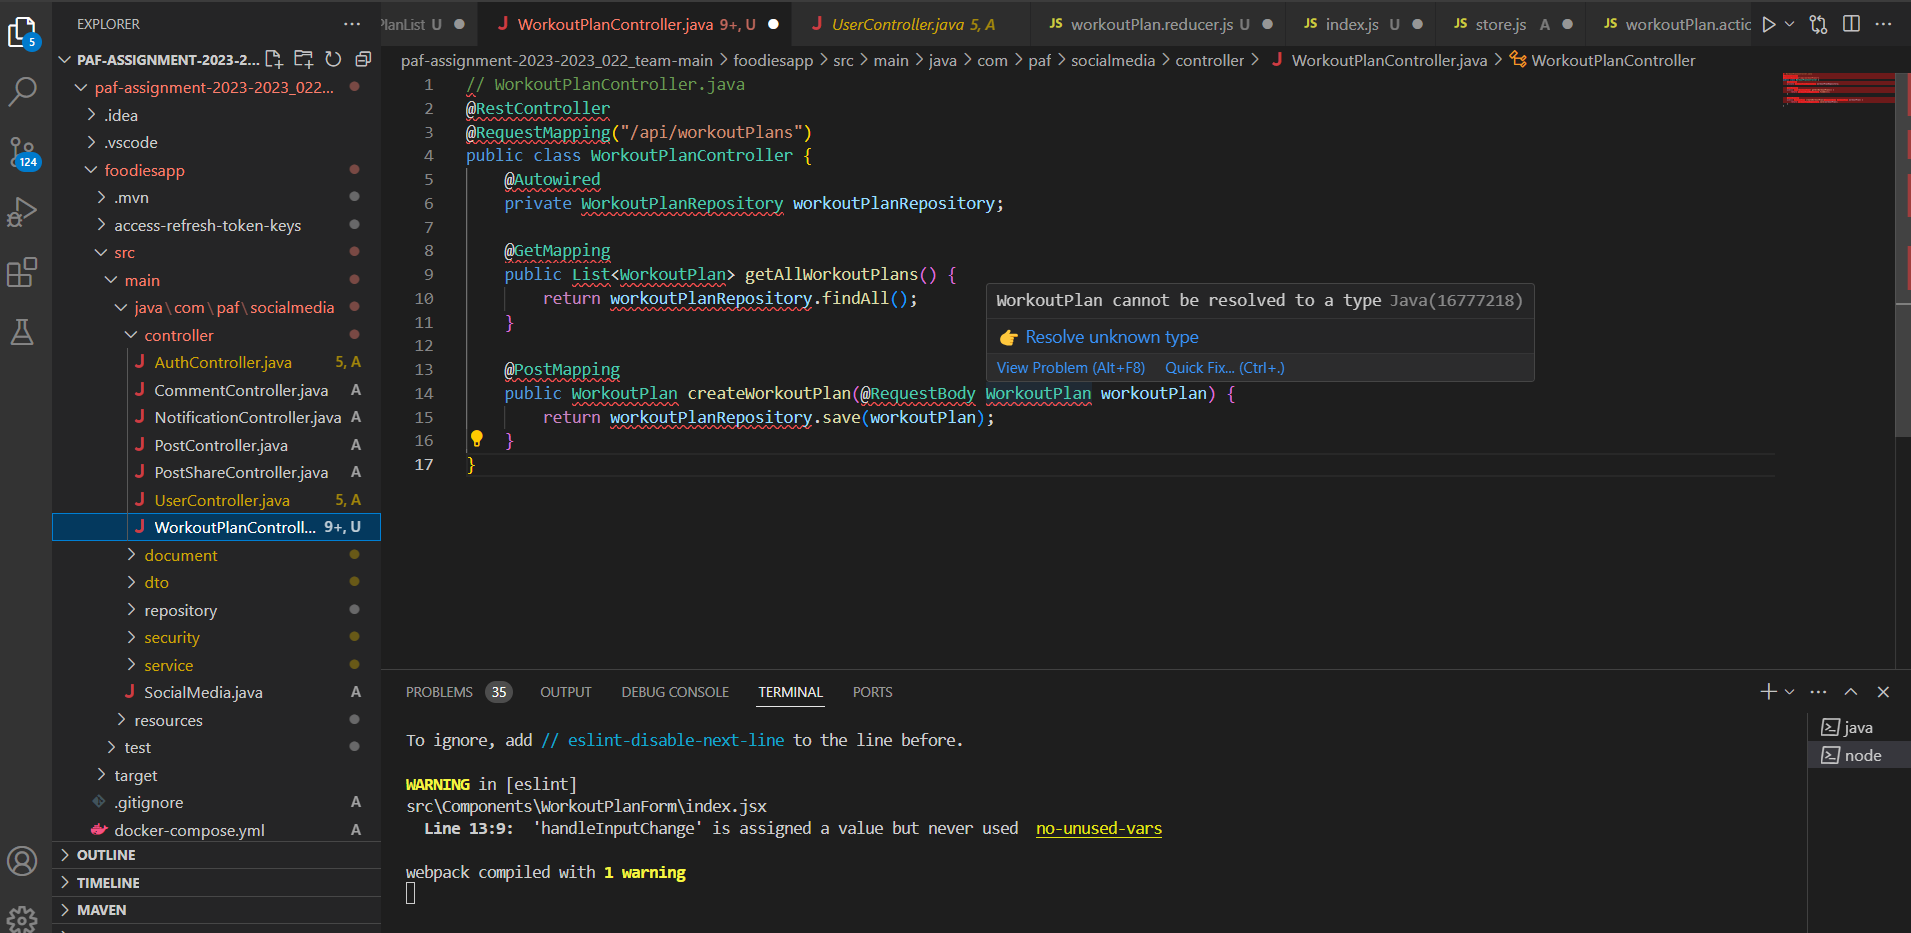 EXPLORER
PAF-ASSIGNMENT-2023-2...
paf-assignment-2023-2023_022...
.idea
.vscode
foodiesapp
.mvn
access-refresh-token-keys
src
main
java\com\paf\socialmedia
controller
AuthController.java 5, A
CommentController.java A
NotificationController.java A
PostController.java A
PostShareController.java A
UserController.java 5, A
WorkoutPlanControll... 9+, U
document
dto
repository
security
service
SocialMedia.java A
resources
test
target
.gitignore A
docker-compose.yml A
OUTLINE
TIMELINE
MAVEN
5
124
PlanList U
WorkoutPlanController.java 9+, U
UserController.java 5, A
JS workoutPlan.reducer.js U
JS index.js U
JS store.js A
JS workoutPlan.actic
paf-assignment-2023-2023_022_team-main > foodiesapp > src > main > java > com > paf > socialmedia > controller > WorkoutPlanController.java > WorkoutPlanController
1 // WorkoutPlanController.java
2 @RestController
3 @RequestMapping("/api/workoutPlans")
4 public class WorkoutPlanController {
5 @Autowired
6 private WorkoutPlanRepository workoutPlanRepository;
7
8 @GetMapping
9 public List<WorkoutPlan> getAllWorkoutPlans() {
10 return workoutPlanRepository.findAll();
11 }
12
13 @PostMapping
14 public WorkoutPlan createWorkoutPlan(@RequestBody WorkoutPlan workoutPlan) {
15 return workoutPlanRepository.save(workoutPlan);
16 }
17 }
WorkoutPlan cannot be resolved to a type Java(16777218)
Resolve unknown type
View Problem (Alt+F8) Quick Fix... (Ctrl+.)
PROBLEMS 35 OUTPUT DEBUG CONSOLE TERMINAL PORTS
To ignore, add // eslint-disable-next-line to the line before.
WARNING in [eslint]
src\Components\WorkoutPlanForm\index.jsx
Line 13:9: 'handleInputChange' is assigned a value but never used no-unused-vars
webpack compiled with 1 warning
java
node